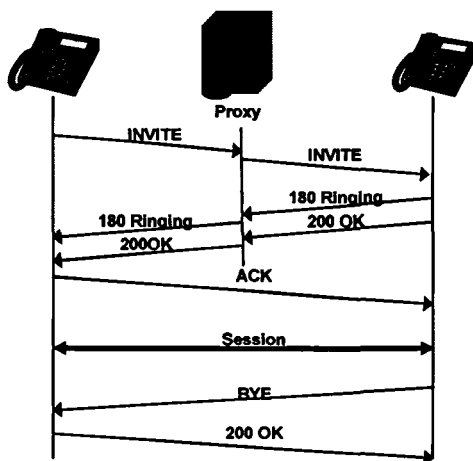 Proxy
INVITE
INVITE
180 Ringing
180 Ringing
200 OK
200OK
ACK
Session
BYE
200 OK